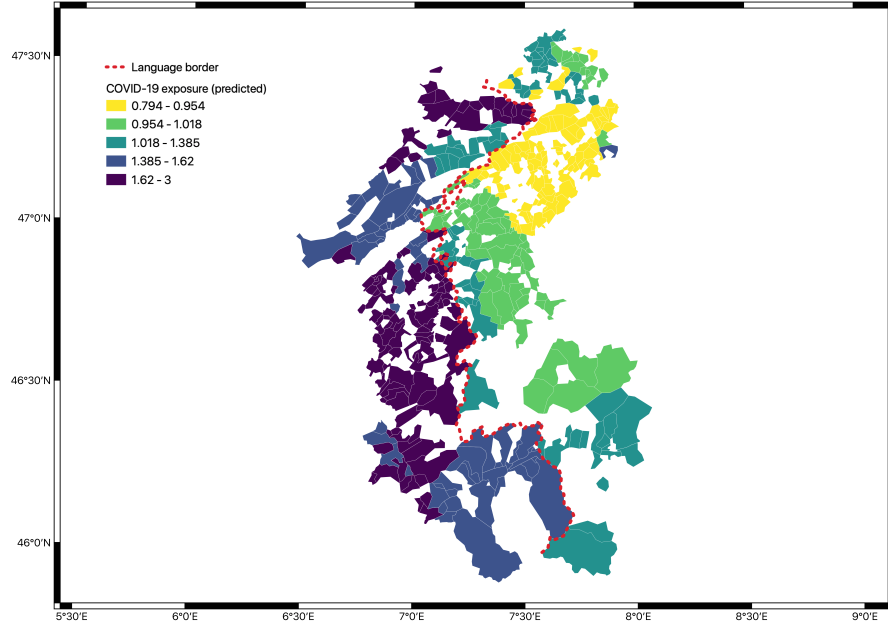 47°30'N
Language border
COVID-19 exposure (predicted)
0.794 - 0.954
0.954 - 1.018
1.018 - 1.385
1.385 - 1.62
1.62 - 3
47°0'N
46°30'N
46°0'N
5°30'E 6°0'E 6°30'E 7°0'E 7°30'E 8°0'E 8°30'E 9°0'E